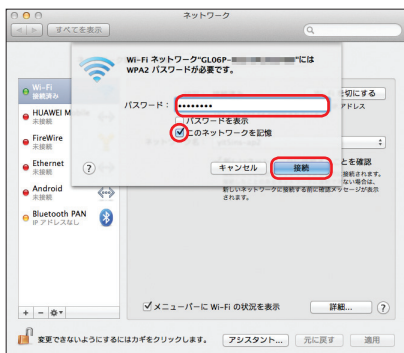 ネットワーク
すべてを表示
Wi-Fi ネットワーク"GL06P-
"には
WPA2 パスワードが必要です。
パスワード：
••••••••
パスワードを表示
このネットワークを記憶
?
キャンセル
接続
Wi-Fi
接続済み
HUAWEI M
未接続
FireWire
未接続
Ethernet
未接続
Android
未接続
Bluetooth PAN
IP アドレスなし
切にする
アドレス
とを確認
接続されます。
ない場合は、
新しいネットワークに接続する前に確認メッセージが表示
されます。
メニューバーに Wi-Fi の状況を表示
詳細...
?
変更できないようにするにはカギをクリックします。
アシスタント...
元に戻す
適用